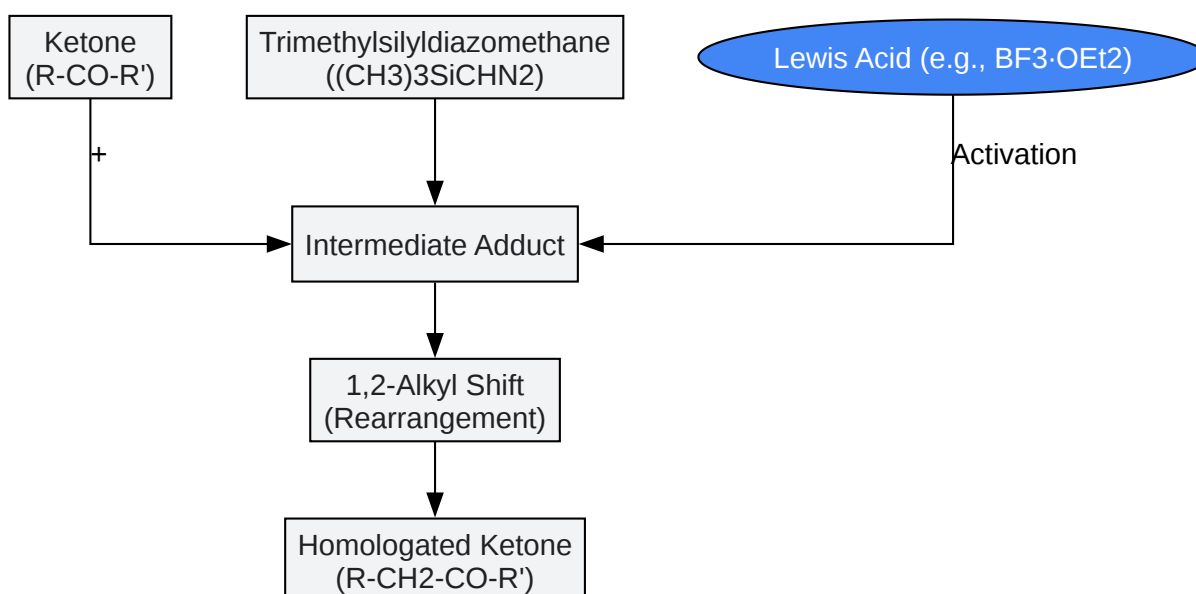 Ketone
(R-CO-R')
Trimethylsilyldiazomethane
((CH3)3SiCHN2)
Lewis Acid (e.g., BF3·OEt2)
+
Activation
Intermediate Adduct
1,2-Alkyl Shift
(Rearrangement)
Homologated Ketone
(R-CH2-CO-R')